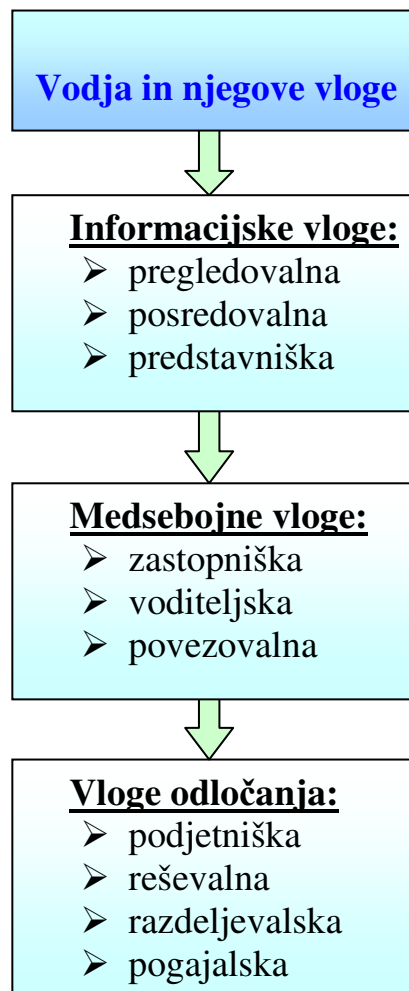 Vodja in njegove vloge
Informacijske vloge:
➢ pregledovalna
➢ posredovalna
➢ predstavniška
Medsebojne vloge:
➢ zastopniška
➢ voditeljska
➢ povezovalna
Vloge odločanja:
➢ podjetniška
➢ reševalna
➢ razdeljevalska
➢ pogajalska